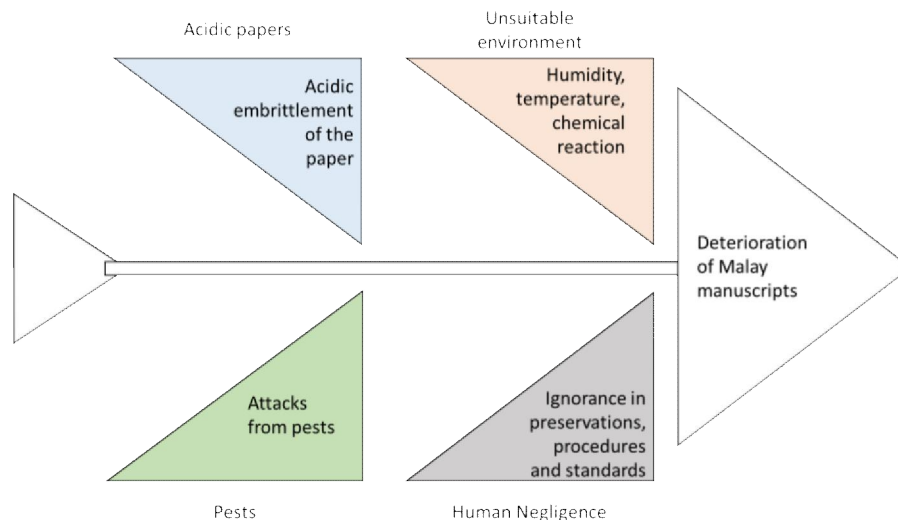 Acidic papers
Unsuitable
environment
Acidic
embrittlement
of the
paper
Humidity,
temperature,
chemical
reaction
Deterioration
of Malay
manuscripts
Attacks
from pests
Ignorance in
preservations,
procedures
and standards
Pests
Human Negligence